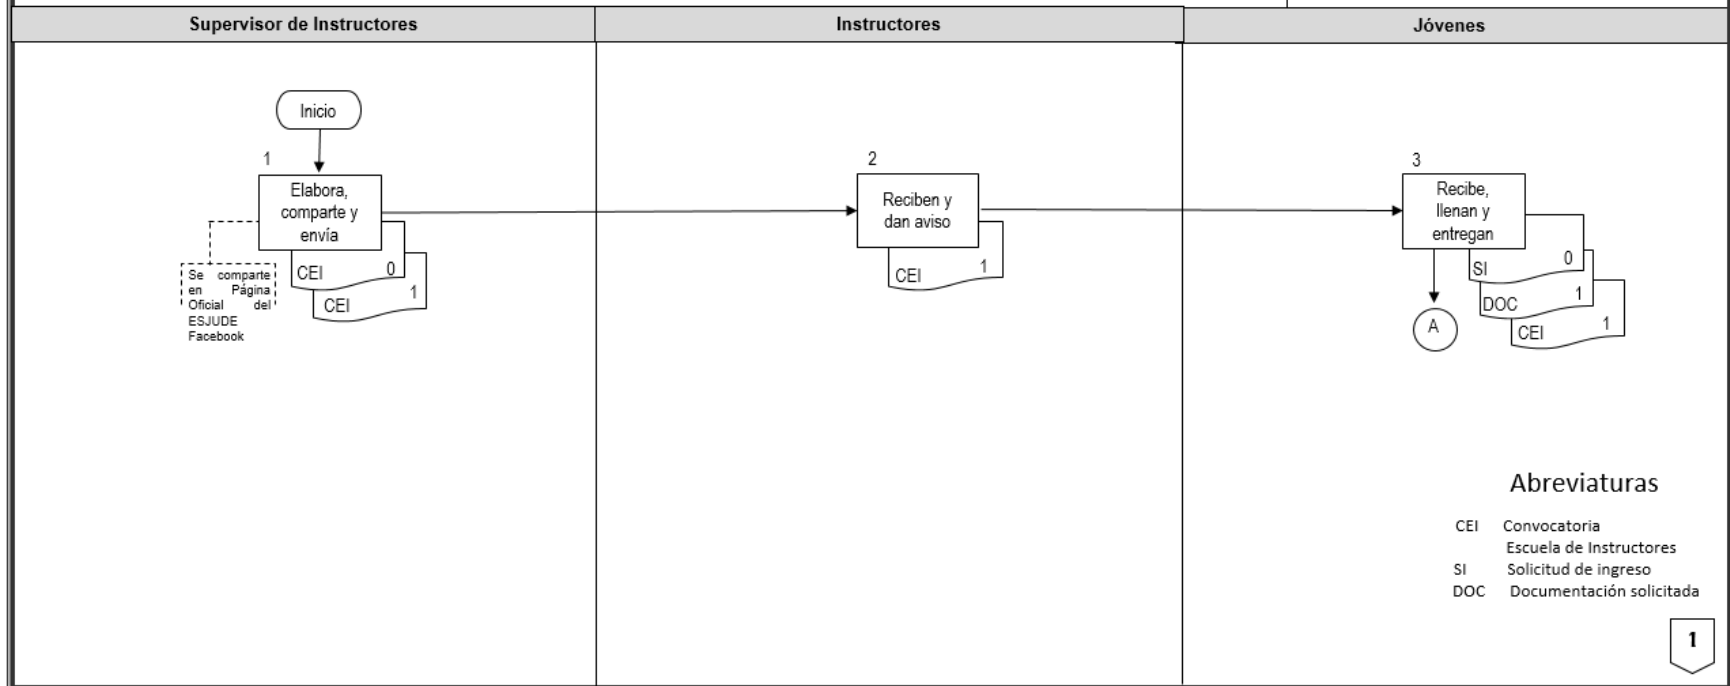 Supervisor de Instructores
Instructores
Jóvenes
Inicio
1
Elabora,
comparte y
envía
CEI 0
CEI 1
Se comparte
en Página
Oficial del
ESJUDE
Facebook
2
Reciben y
dan aviso
CEI 1
3
Recibe,
llenan y
entregan
SI 0
DOC 1
CEI 1
A
Abreviaturas
CEI Convocatoria
Escuela de Instructores
SI Solicitud de ingreso
DOC Documentación solicitada
1